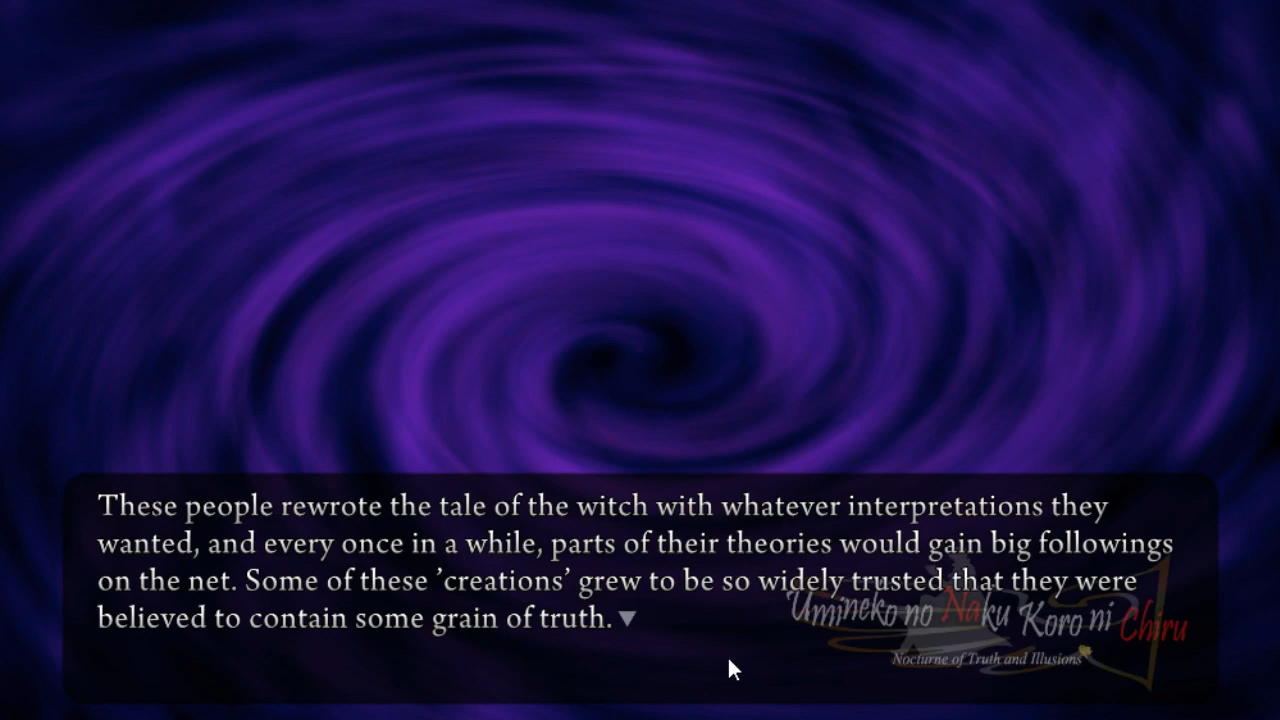 These people rewrote the tale of the witch with whatever interpretations they
wanted, and every once in a while, parts of their theories would gain big followings
on the net. Some of these ’creations’ grew to be so widely trusted that they were
believed to contain some grain of truth.
Umineko no Naku Koro ni Chiru
Nocturne of Truth and Illusions